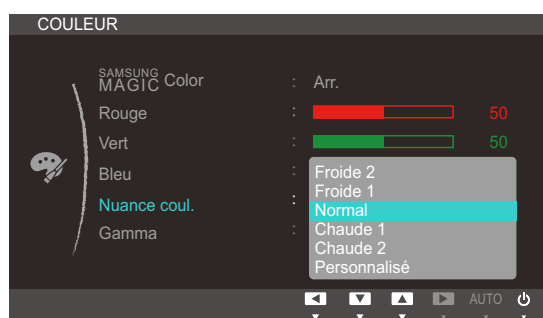 COULEUR
SAMSUNG
MAGIC Color : Arr.
Rouge : 50
Vert : 50
Bleu :
Froide 2
Froide 1
Nuance coul. :
Normal
Gamma :
Chaude 1
Chaude 2
Personnalisé
AUTO